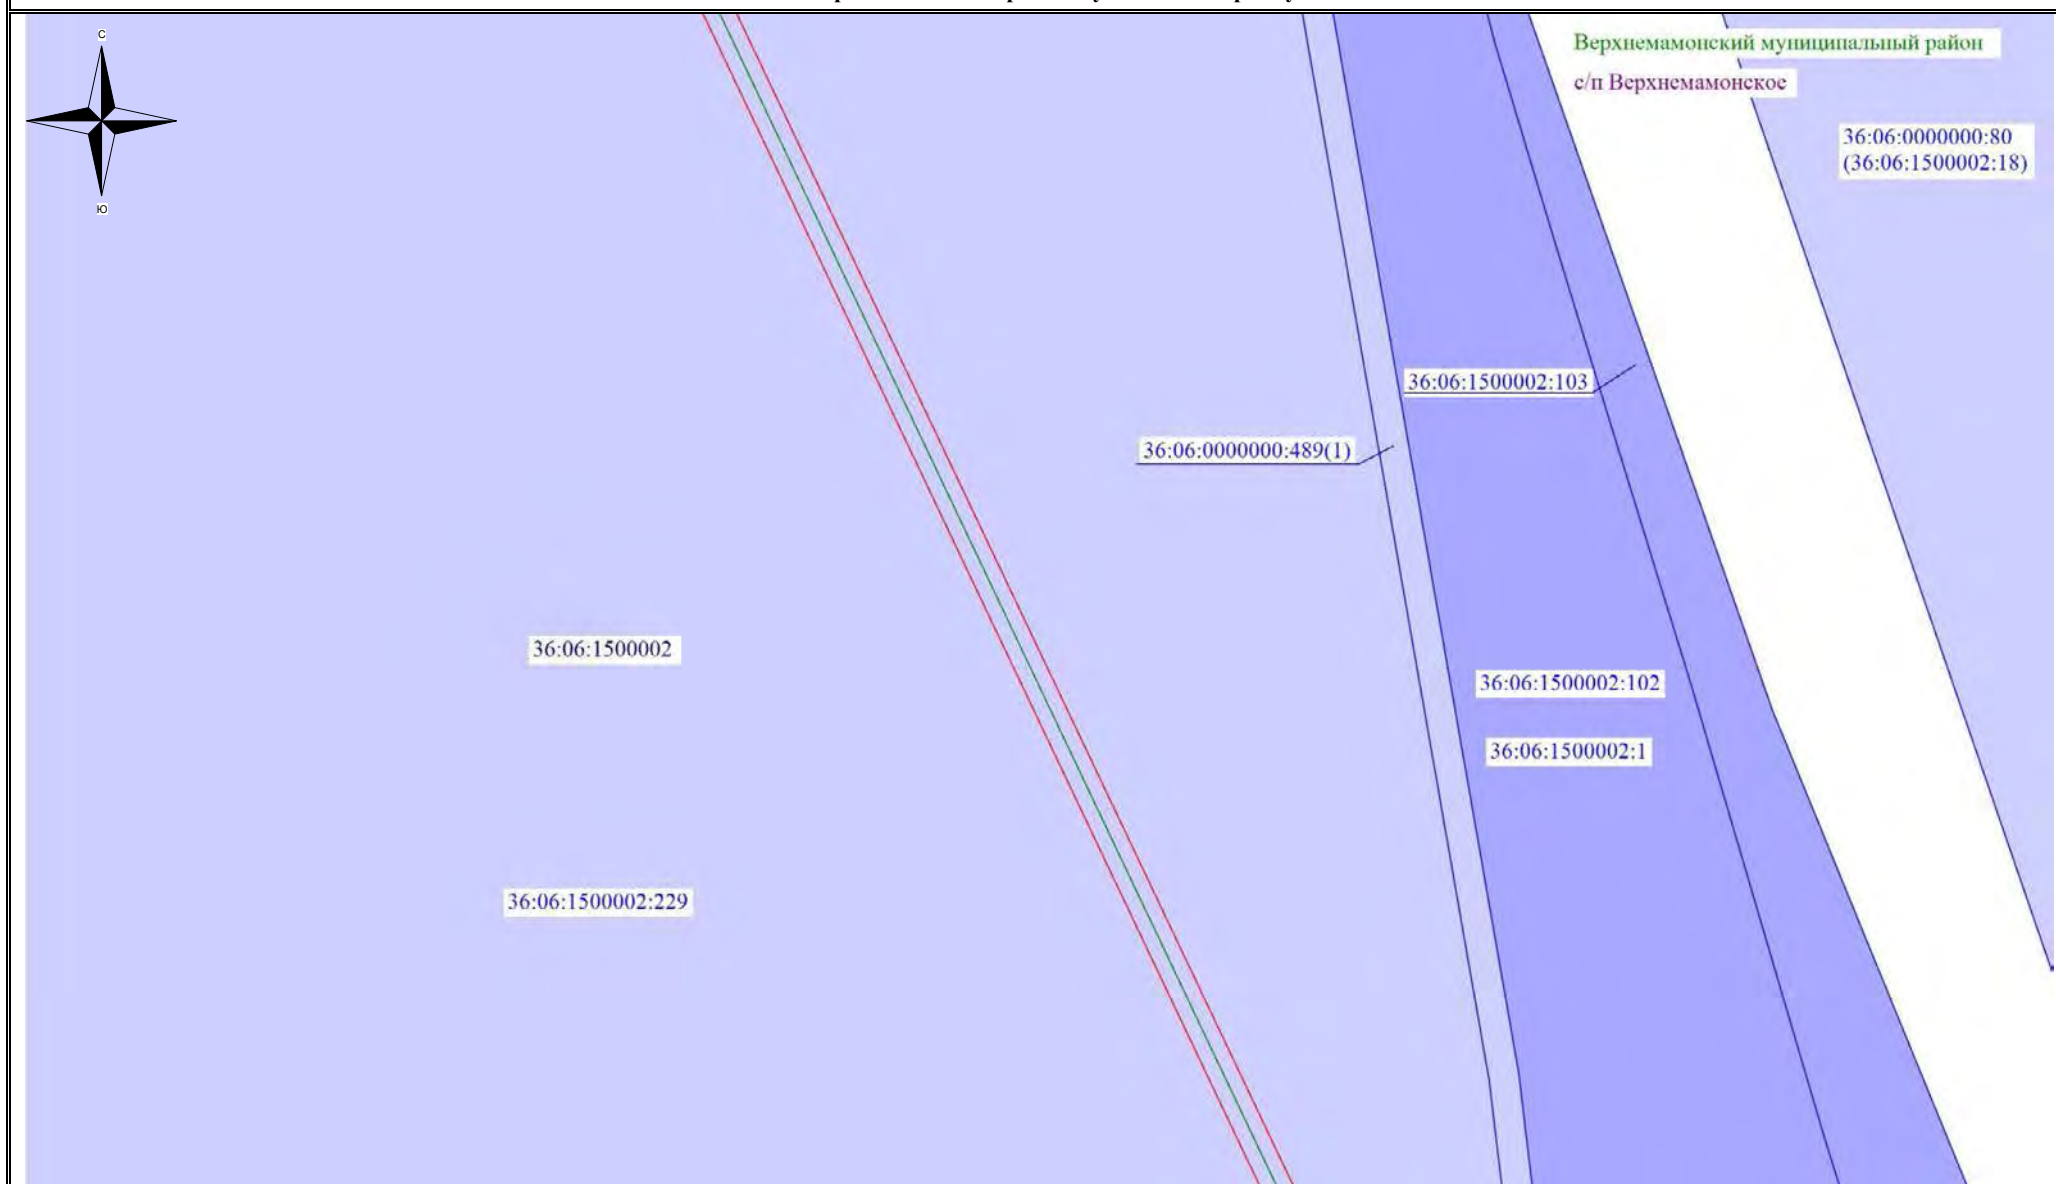 С
Ю
Верхнемамонский муниципальный район
с/п Верхнемамонское
36:06:0000000:80
(36:06:1500002:18)
36:06:1500002:103
36:06:0000000:489(1)
36:06:1500002
36:06:1500002:102
36:06:1500002:1
36:06:1500002:229